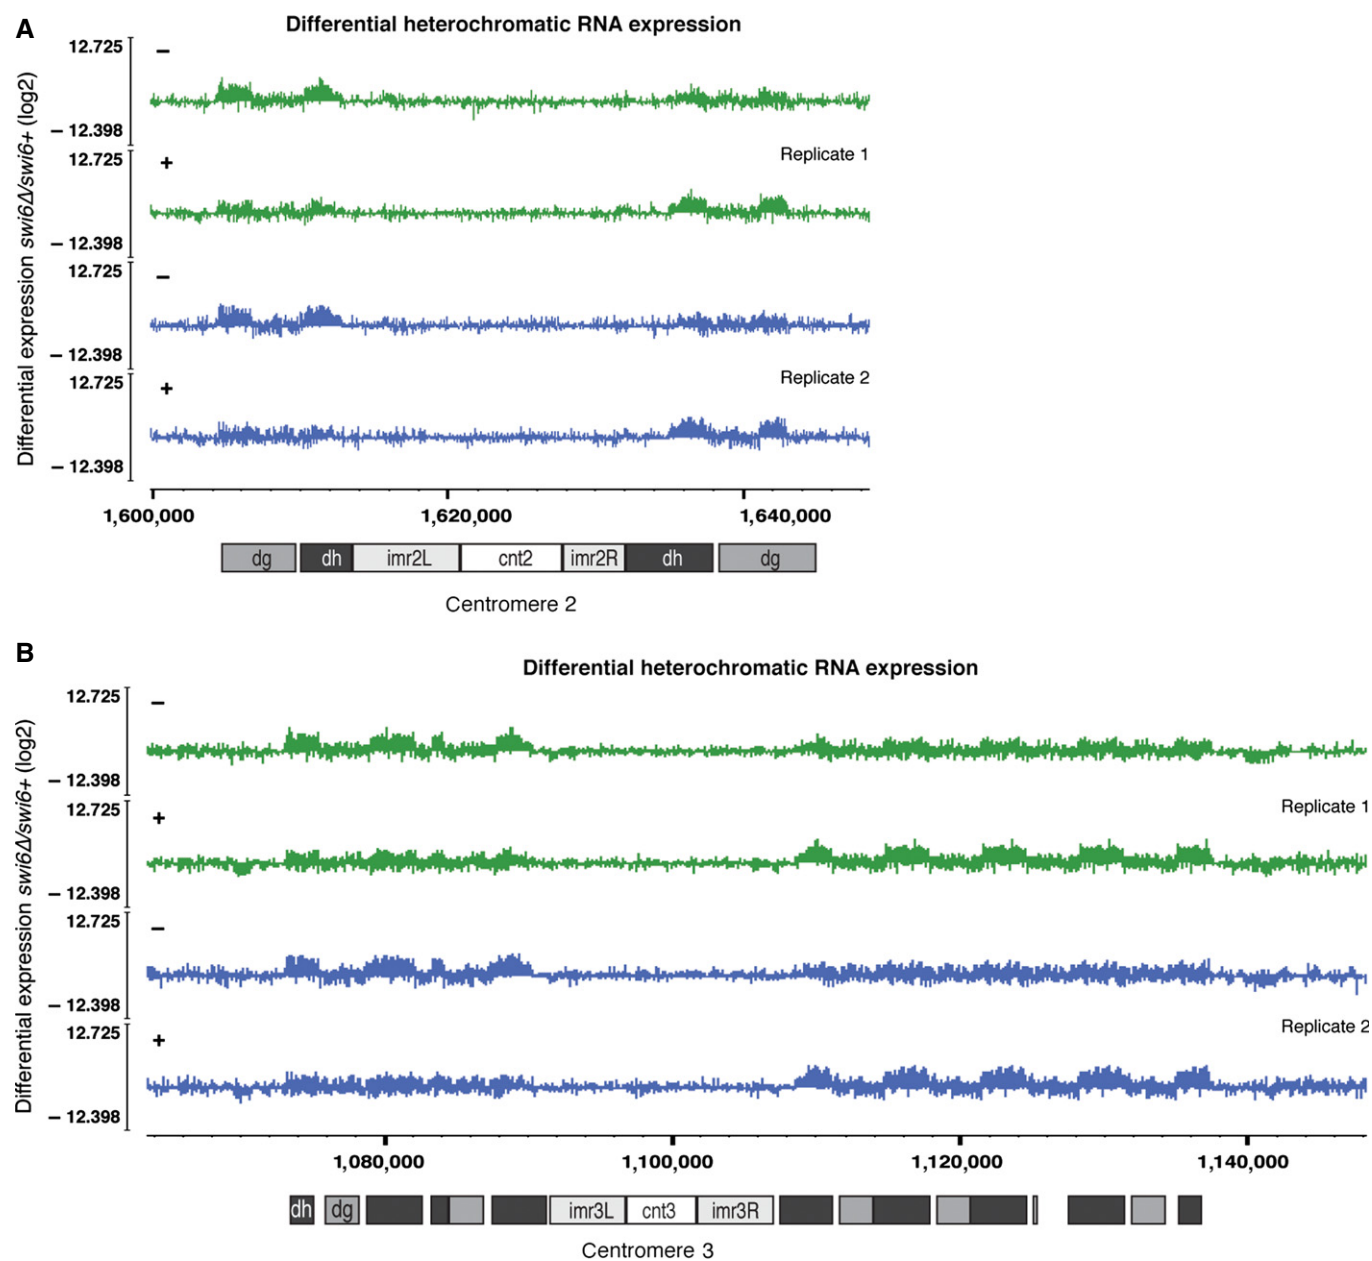 A
Differential heterochromatic RNA expression
Differential expression swi6Δ/swi6+ (log2)
12.725
−
− 12.398
Replicate 1
12.725
+
− 12.398
12.725
−
− 12.398
Replicate 2
12.725
+
− 12.398
1,600,000 1,620,000 1,640,000
dg dh imr2L cnt2 imr2R dh dg
Centromere 2
B
Differential heterochromatic RNA expression
Differential expression swi6Δ/swi6+ (log2)
12.725
−
− 12.398
Replicate 1
12.725
+
− 12.398
12.725
−
− 12.398
Replicate 2
12.725
+
− 12.398
1,080,000 1,100,000 1,120,000 1,140,000
dh dg imr3L cnt3 imr3R
Centromere 3